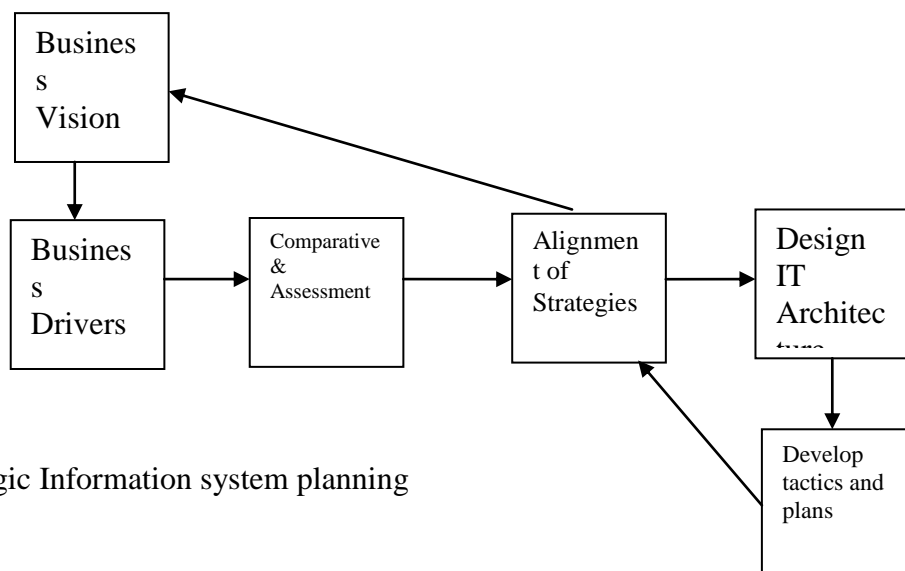 Busines
s
Vision
Busines
s
Drivers
Comparative
&
Assessment
Alignmen
t of
Strategies
Design
IT
Architec
ture
Develop
tactics and
plans
gic Information system planning